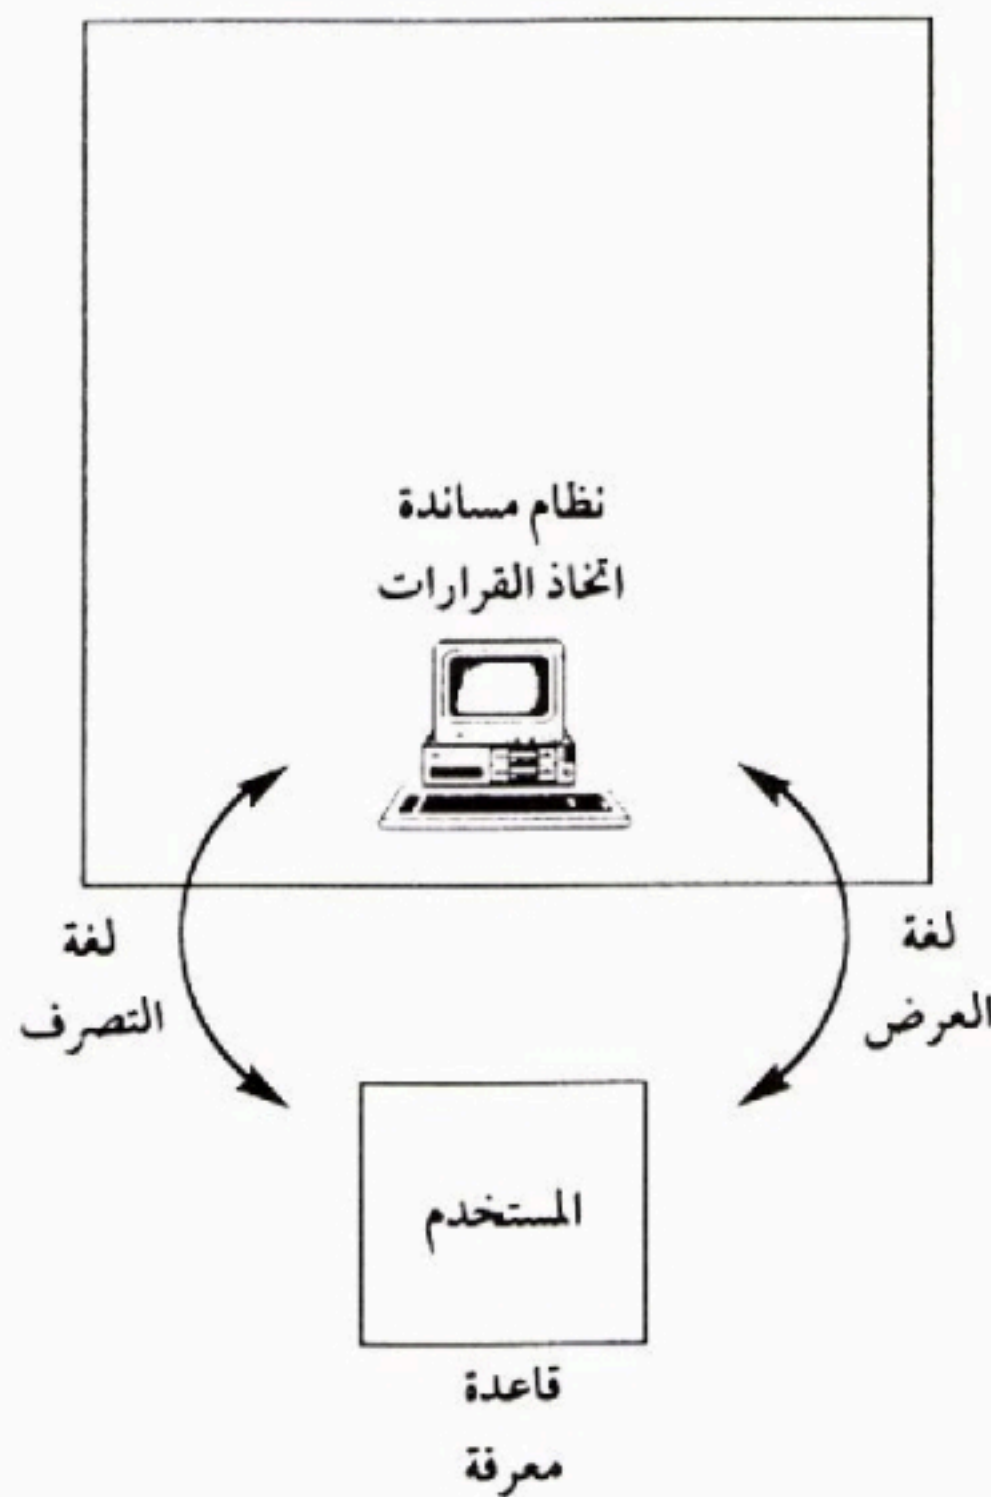 نظام مساندة
اتخاذ القرارات
لغة
العرض
لغة
التصرف
المستخدم
قاعدة
معرفة